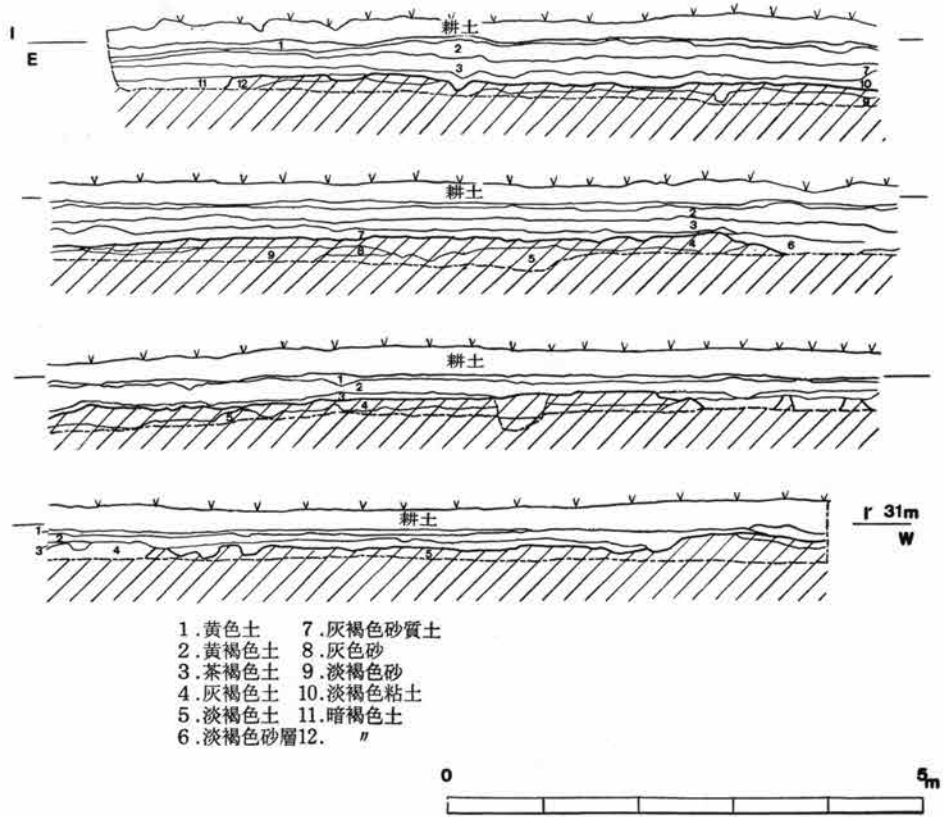 I
E
耕土
1
2
3
7
10
9
11
12
耕土
2
3
7
4
6
8
9
5
耕土
1
2
3
4
5
I' 31m
W
耕土
1
2
3
4
5
1.黄色土 7.灰褐色砂質土
2.黄褐色土 8.灰色砂
3.茶褐色土 9.淡褐色砂
4.灰褐色土 10.淡褐色粘土
5.淡褐色土 11.暗褐色土
6.淡褐色砂層12. 〃
0 5m